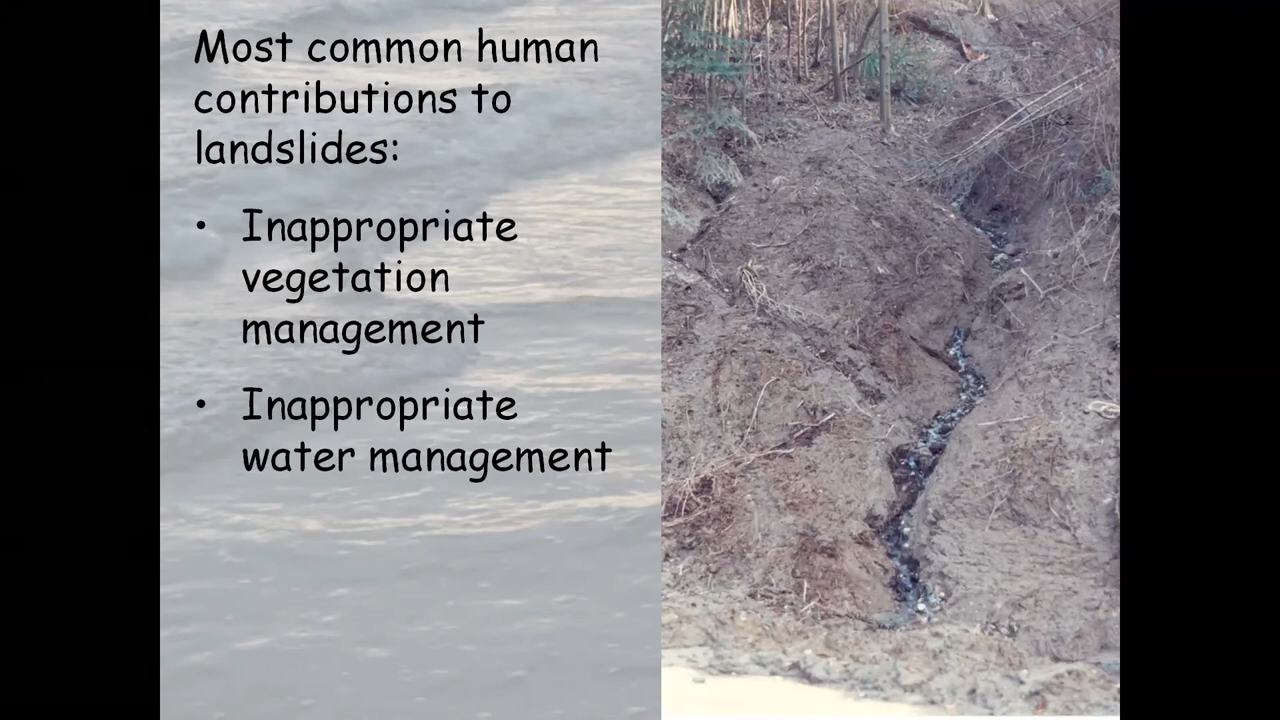 Most common human
contributions to
landslides:
• Inappropriate
vegetation
management
• Inappropriate
water management